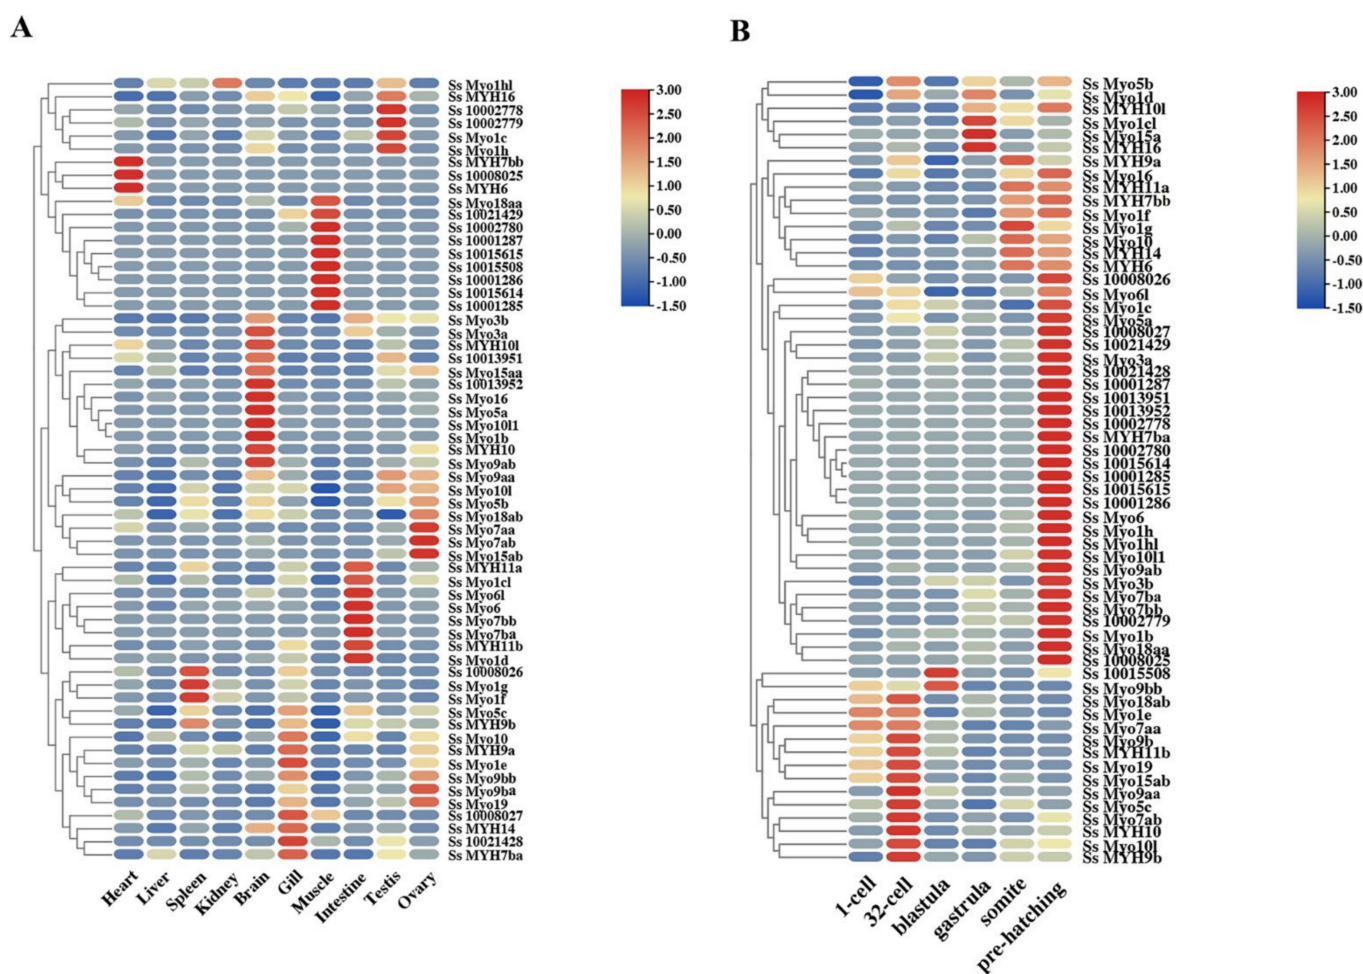 A
Ss Myo1hl
Ss MYH16
Ss 10002778
Ss 10002779
Ss Myo1c
Ss Myo1h
Ss MYH7bb
Ss 10008025
Ss MYH6
Ss Myo18aa
Ss 10021429
Ss 10002780
Ss 10001287
Ss 10015615
Ss 10015508
Ss 10001286
Ss 10015614
Ss 10001285
Ss Myo3b
Ss Myo3a
Ss MYH10l
Ss 10013951
Ss Myo15aa
Ss 10013952
Ss Myo16
Ss Myo5a
Ss Myo10l1
Ss Myo1b
Ss MYH10
Ss Myo9ab
Ss Myo9aa
Ss Myo10l
Ss Myo5b
Ss Myo18ab
Ss Myo7aa
Ss Myo7ab
Ss Myo15ab
Ss MYH11a
Ss Myo1cl
Ss Myo6l
Ss Myo6
Ss Myo7bb
Ss Myo7ba
Ss MYH11b
Ss Myo1d
Ss 10008026
Ss Myo1g
Ss Myo1f
Ss Myo5c
Ss MYH9b
Ss Myo10
Ss MYH9a
Ss Myo1e
Ss Myo9bb
Ss Myo9ba
Ss Myo19
Ss 10008027
Ss MYH14
Ss 10021428
Ss MYH7ba
Heart
Liver
Spleen
Kidney
Brain
Gill
Muscle
Intestine
Testis
Ovary
3.00
2.50
2.00
1.50
1.00
0.50
0.00
-0.50
-1.00
-1.50
B
Ss Myo5b
Ss Myo1d
Ss MYH10l
Ss Myo1cl
Ss Myo15a
Ss MYH16
Ss MYH9a
Ss Myo16
Ss MYH11a
Ss MYH7bb
Ss Myo1f
Ss Myo1g
Ss Myo10
Ss MYH14
Ss MYH6
Ss 10008026
Ss Myo6l
Ss Myo1c
Ss Myo5a
Ss 10008027
Ss 10021429
Ss Myo3a
Ss 10021428
Ss 10001287
Ss 10013951
Ss 10013952
Ss 10002778
Ss MYH7ba
Ss 10002780
Ss 10015614
Ss 10001285
Ss 10015615
Ss 10001286
Ss Myo6
Ss Myo1h
Ss Myo1hl
Ss Myo10l1
Ss Myo9ab
Ss Myo3b
Ss Myo7ba
Ss Myo7bb
Ss 10002779
Ss Myo1b
Ss Myo18aa
Ss 10008025
Ss 10015508
Ss Myo9bb
Ss Myo18ab
Ss Myo1e
Ss Myo7aa
Ss Myo9b
Ss MYH11b
Ss Myo19
Ss Myo15ab
Ss Myo9aa
Ss Myo5c
Ss Myo7ab
Ss MYH10
Ss Myo10l
Ss MYH9b
1-cell
32-cell
blastula
gastrula
somite
pre-hatching
3.00
2.50
2.00
1.50
1.00
0.50
0.00
-0.50
-1.00
-1.50